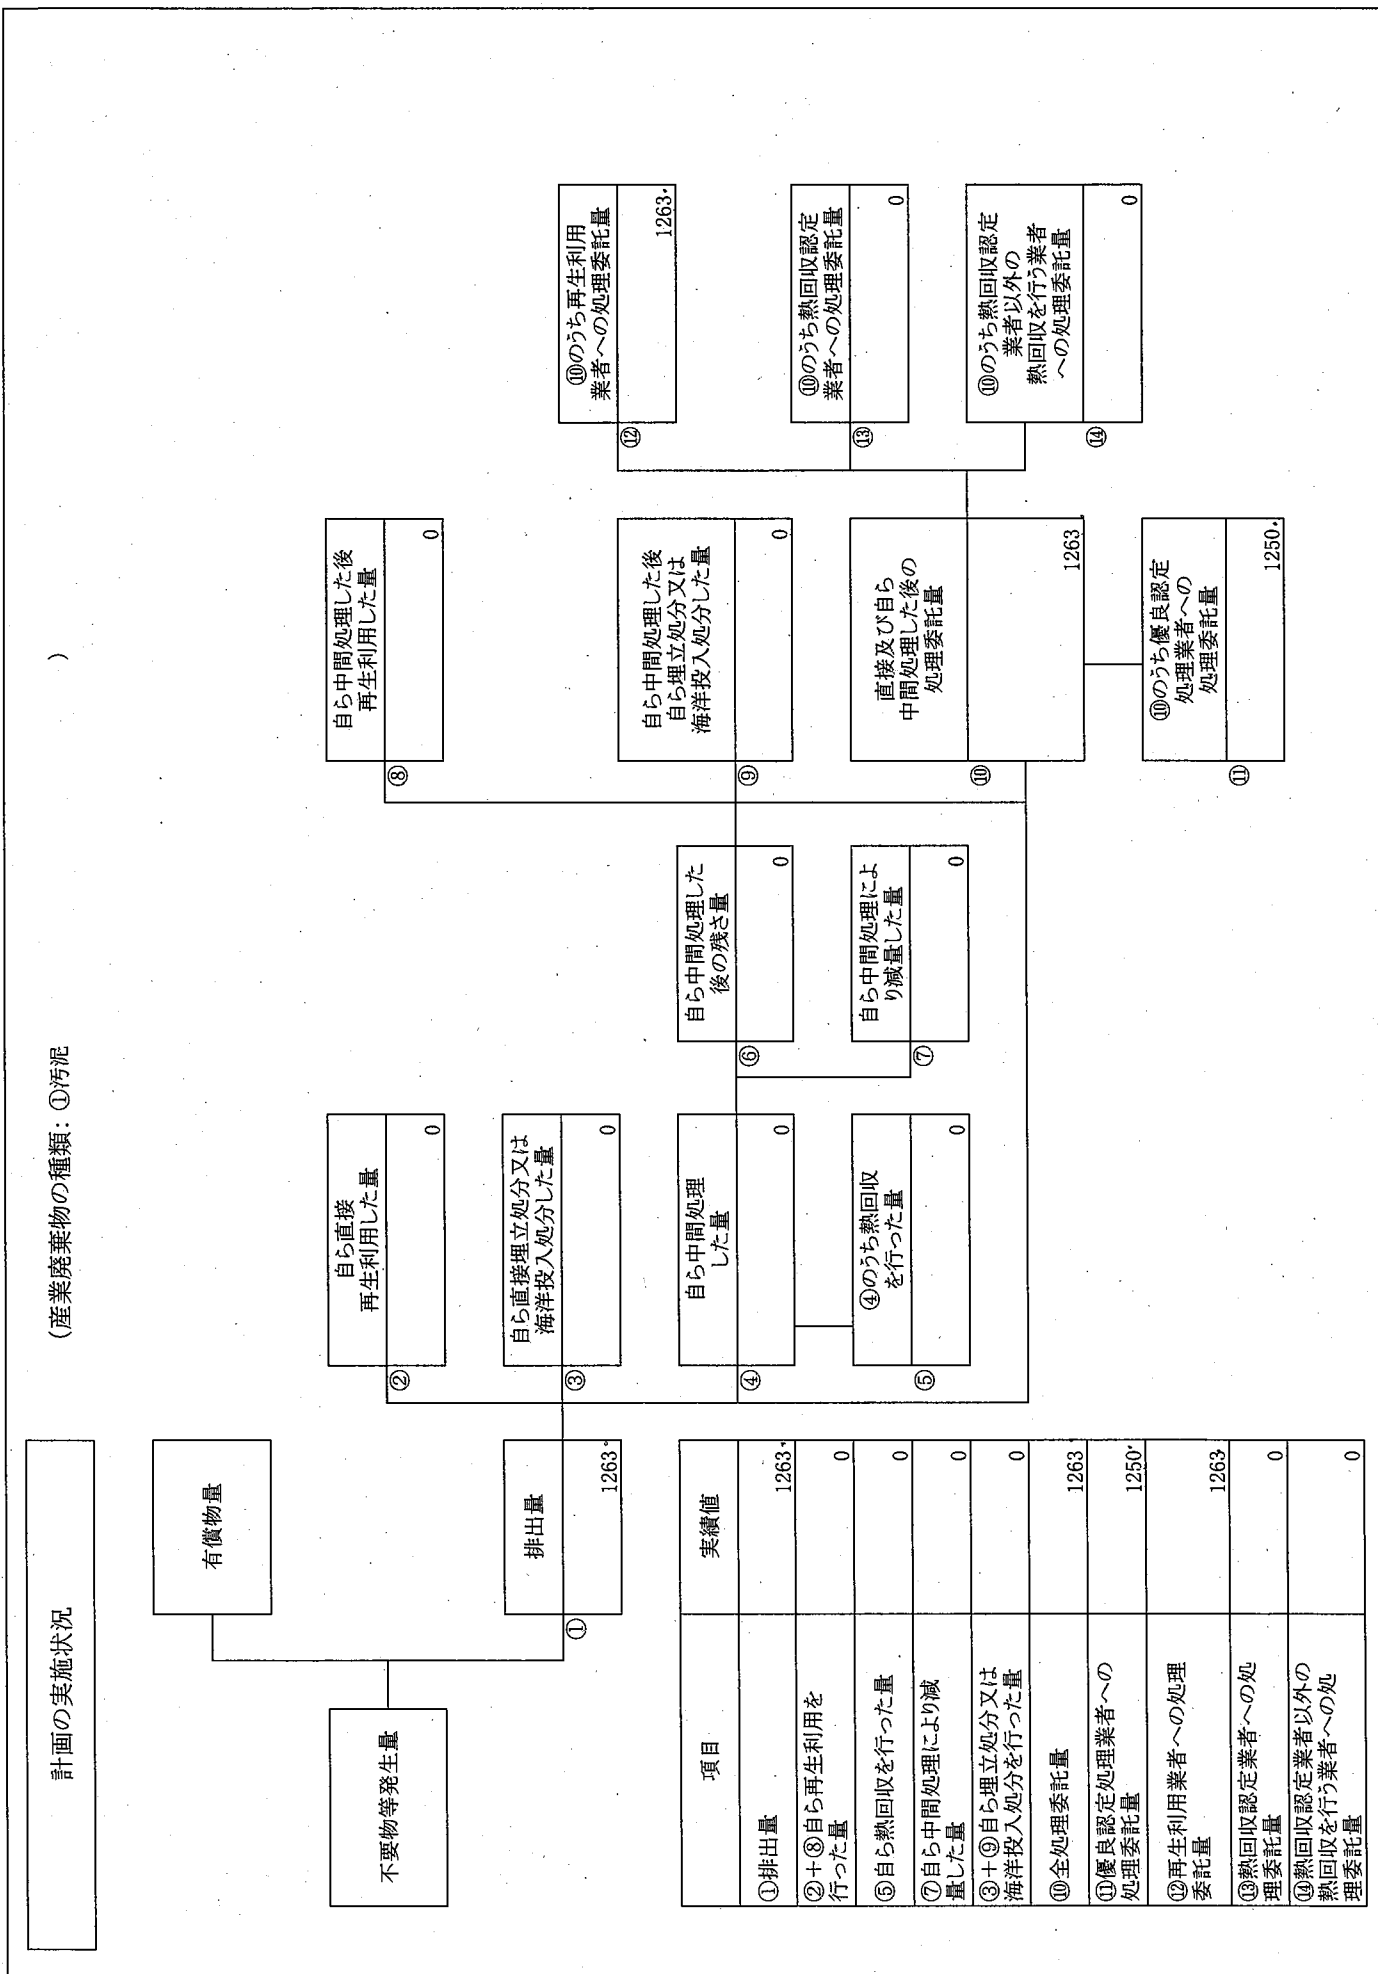 計画の実施状況
(産業廃棄物の種類：①汚泥
)
不要物等発生量
有償物量
排出量
①
1263
自ら直接
再生利用した量
②
0
自ら直接埋立処分又は
海洋投入処分した量
③
0
自ら中間処理
した量
④
0
④のうち熱回収
を行った量
⑤
0
自ら中間処理した
後の残さ量
⑥
0
自ら中間処理によ
り減量した量
⑦
0
自ら中間処理した後
再生利用した量
⑧
0
自ら中間処理した後
自ら埋立処分又は
海洋投入処分した量
⑨
0
直接及び自ら
中間処理した後の
処理委託量
⑩
1263
⑩のうち優良認定
処理業者への
処理委託量
⑪
1250
⑩のうち再生利用
業者への処理委託量
⑫
1263
⑩のうち熱回収認定
業者への処理委託量
⑬
0
⑩のうち熱回収認定
業者以外の
熱回収を行う業者
への処理委託量
⑭
0
項目
実績値
①排出量
1263
②＋⑧自ら再生利用を
行った量
0
⑤自ら熱回収を行った量
0
⑦自ら中間処理により減
量した量
0
③＋⑨自ら埋立処分又は
海洋投入処分を行った量
0
⑩全処理委託量
1263
⑪優良認定処理業者への
処理委託量
1250
⑫再生利用業者への処理
委託量
1263
⑬熱回収認定業者への処
理委託量
0
⑭熱回収認定業者以外の
熱回収を行う業者への処
理委託量
0